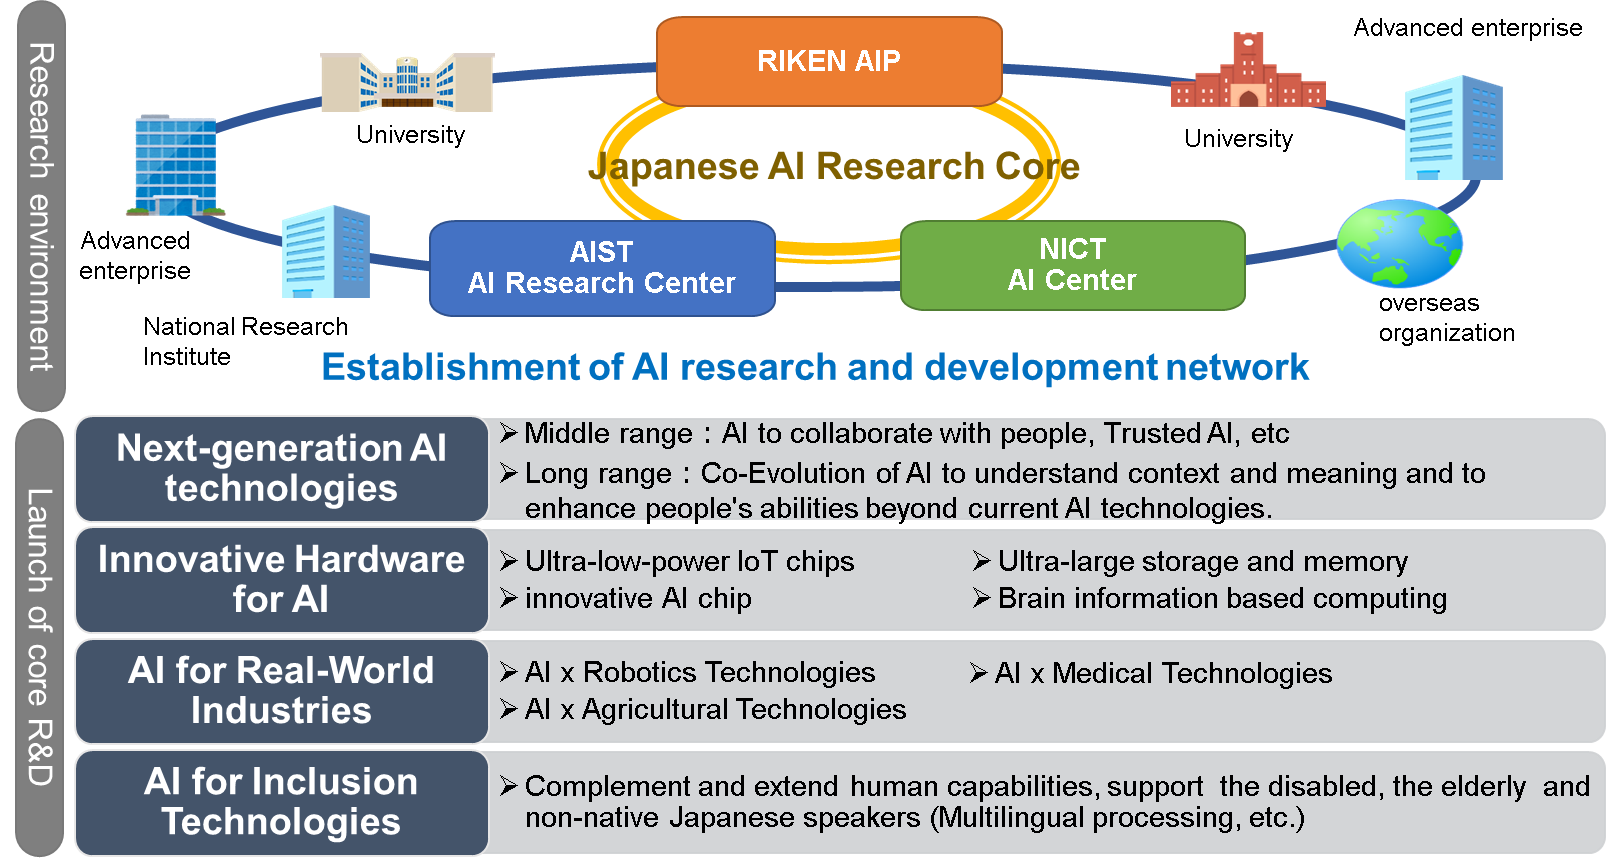 Research environment
Advanced enterprise
RIKEN AIP
University
University
Japanese AI Research Core
Advanced
enterprise
AIST
AI Research Center
NICT
AI Center
National Research
Institute
overseas
organization
Establishment of AI research and development network
Launch of core R&D
Next-generation AI
technologies
➢ Middle range：AI to collaborate with people, Trusted AI, etc
➢ Long range：Co-Evolution of AI to understand context and meaning and to
enhance people's abilities beyond current AI technologies.
Innovative Hardware
for AI
➢ Ultra-low-power IoT chips
➢ innovative AI chip
➢ Ultra-large storage and memory
➢ Brain information based computing
AI for Real-World
Industries
➢ AI x Robotics Technologies
➢ AI x Agricultural Technologies
➢ AI x Medical Technologies
AI for Inclusion
Technologies
➢ Complement and extend human capabilities, support the disabled, the elderly and
non-native Japanese speakers (Multilingual processing, etc.)